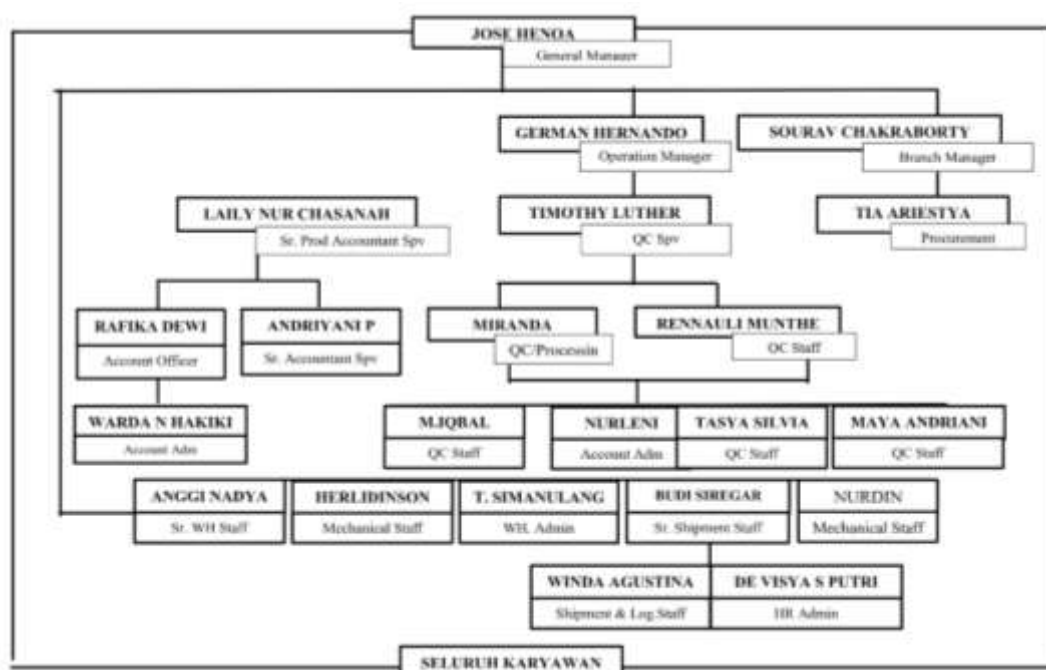 JOSE HENOA
General Manager
GERMAN HERNANDO
Operation Manager
SOURAV CHAKRABORTY
Branch Manager
LAILY NUR CHASANAH
Sr. Prod Accountant Spv
TIMOTHY LUTHER
QC Spv
TIA ARIESTYA
Procurement
RAFIKA DEWI
Account Officer
ANDRIYANI P
Sr. Accountant Spv
MIRANDA
QC/Processin
RENNAULI MUNTHE
QC Staff
WARDA N HAKIKI
Account Adm
M.IQBAL
QC Staff
NURLENI
Account Adm
TASYA SILVIA
QC Staff
MAYA ANDRIANI
QC Staff
ANGGI NADYA
Sr. WH Staff
HERLIDINSON
Mechanical Staff
T. SIMANULANG
WH. Admin
BUDI SIREGAR
Sr. Shipment Staff
NURDIN
Mechanical Staff
WINDA AGUSTINA
Shipment & Log.Staff
DE VISYA S PUTRI
HR Admin
SELURUH KARYAWAN